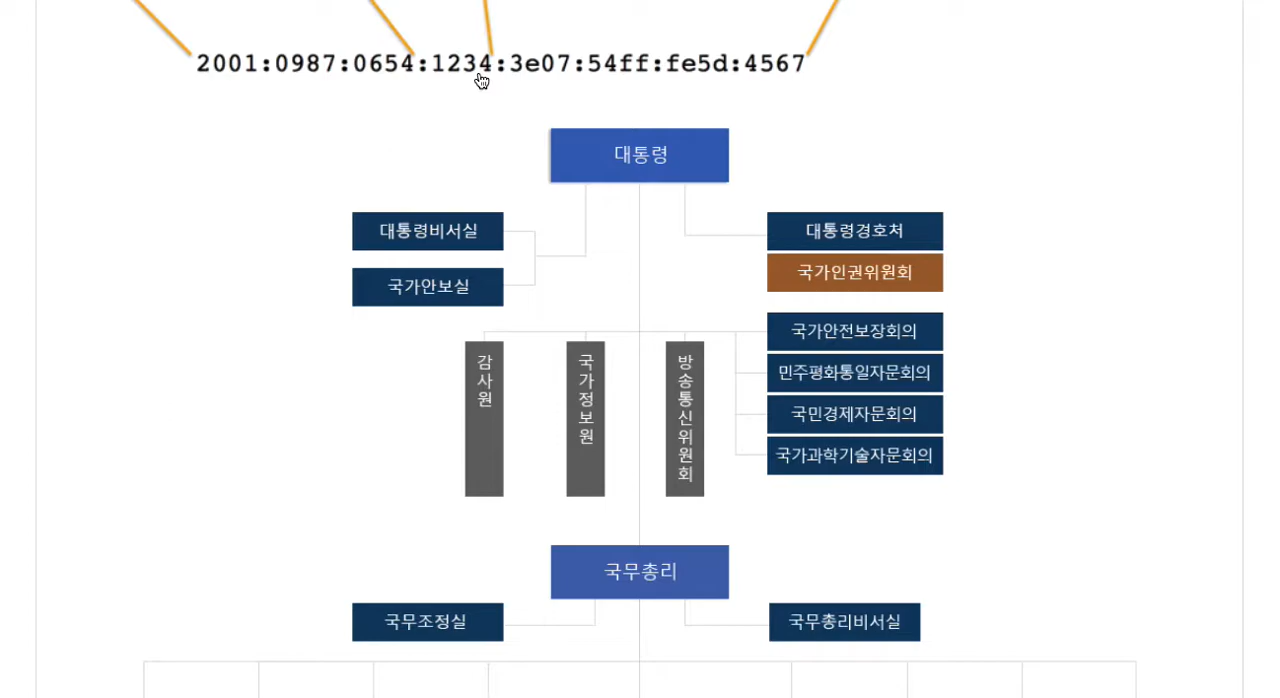 2001:0987:0654:1234:3e07:54ff:fe5d:4567
대통령
대통령비서실
대통령경호처
국가안보실
국가인권위원회
국가안전보장회의
민주평화통일자문회의
국민경제자문회의
국가과학기술자문회의
감사원
국가정보원
방송통신위원회
국무총리
국무조정실
국무총리비서실